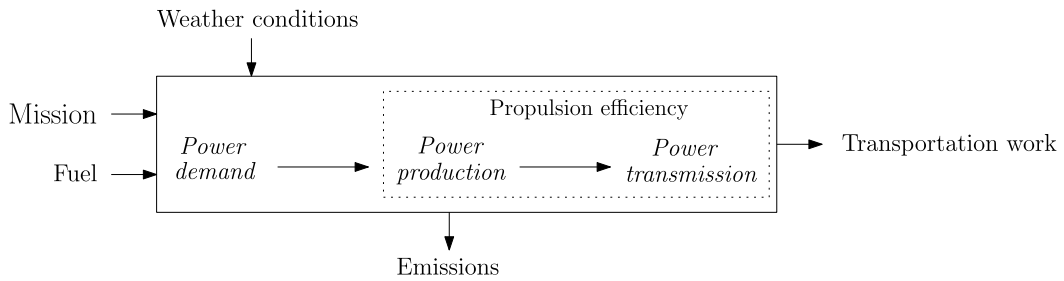 Weather conditions
Mission
Fuel
Power
demand
Propulsion efficiency
Power
production
Power
transmission
Transportation work
Emissions